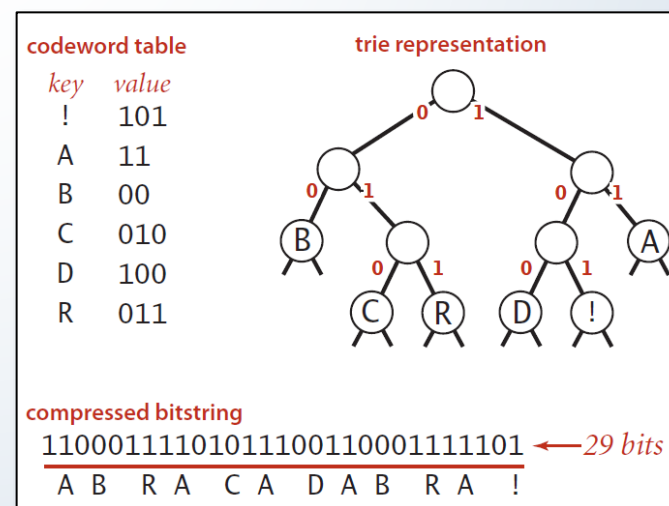 codeword table
key value
! 101
A 11
B 00
C 010
D 100
R 011
trie representation
0 1
0 1 0 1
B A
0 1 0 1
C R D !
compressed bitstring
11000111101011100110001111101 29 bits
A B R A C A D A B R A !